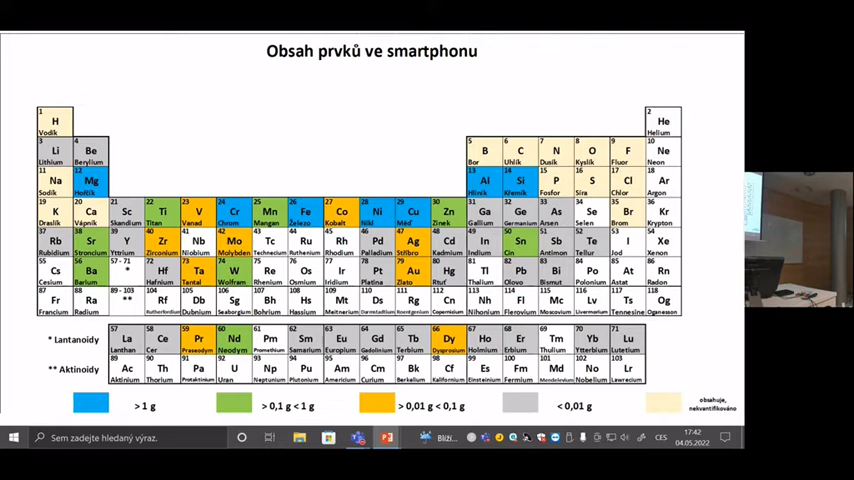 Obsah prvků ve smartphonu
1 2
H He
Vodík Helium
3 4 5 6 7 8 9 10
Li Be B C N O F Ne
Lithium Berylium Bor Uhlík Dusík Kyslík Fluor Neon
11 12 13 14 15 16 17 18
Na Mg Al Si P S Cl Ar
Sodík Hořčík Hliník Křemík Fosfor Síra Chlor Argon
19 20 21 22 23 24 25 26 27 28 29 30 31 32 33 34 35 36
K Ca Sc Ti V Cr Mn Fe Co Ni Cu Zn Ga Ge As Se Br Kr
Draslík Vápník Skandium Titan Vanad Chrom Mangan Železo Kobalt Nikl Měď Zinek Gallium Germanium Arsen Selen Brom Krypton
37 38 39 40 41 42 43 44 45 46 47 48 49 50 51 52 53 54
Rb Sr Y Zr Nb Mo Tc Ru Rh Pd Ag Cd In Sn Sb Te I Xe
Rubidium Stroncium Yttrium Zirconium Niobium Molybden Technecium Ruthenium Rhodium Palladium Stříbro Kadmium Indium Cín Antimon Tellur Jod Xenon
55 56 57 - 71 72 73 74 75 76 77 78 79 80 81 82 83 84 85 86
Cs Ba * Hf Ta W Re Os Ir Pt Au Hg Tl Pb Bi Po At Rn
Cesium Barium Hafnium Tantal Wolfram Rhenium Osmium Iridium Platina Zlato Rtuť Thallium Olovo Bismut Polonium Astat Radon
87 88 89 - 103 104 105 106 107 108 109 110 111 112 113 114 115 116 117 118
Fr Ra ** Rf Db Sg Bh Hs Mt Ds Rg Cn Nh Fl Mc Lv Ts Og
Francium Radium Rutherfordium Dubnium Seaborgium Bohrium Hassium Meitnerium Darmstadtium Roentgenium Copernicium Nihonium Flerovium Moscovium Livermorium Tennessine Oganesson
57 58 59 60 61 62 63 64 65 66 67 68 69 70 71
* Lantanoidy La Ce Pr Nd Pm Sm Eu Gd Tb Dy Ho Er Tm Yb Lu
Lanthan Cer Praseodym Neodym Promethium Samarium Europium Gadolinium Terbium Dysprosium Holmium Erbium Thulium Ytterbium Lutetium
89 90 91 92 93 94 95 96 97 98 99 100 101 102 103
** Aktinoidy Ac Th Pa U Np Pu Am Cm Bk Cf Es Fm Md No Lr
Aktinium Thorium Protaktinium Uran Neptunium Plutonium Americium Curium Berkelium Kalifornium Einsteinium Fermium Mendelevium Nobelium Lawrecium
> 1 g > 0,1 g < 1 g > 0,01 g < 0,1 g < 0,01 g obsahuje,
nekvantifikováno
Sem zadejte hledaný výraz. Blíží... CES 17:42
04.05.2022